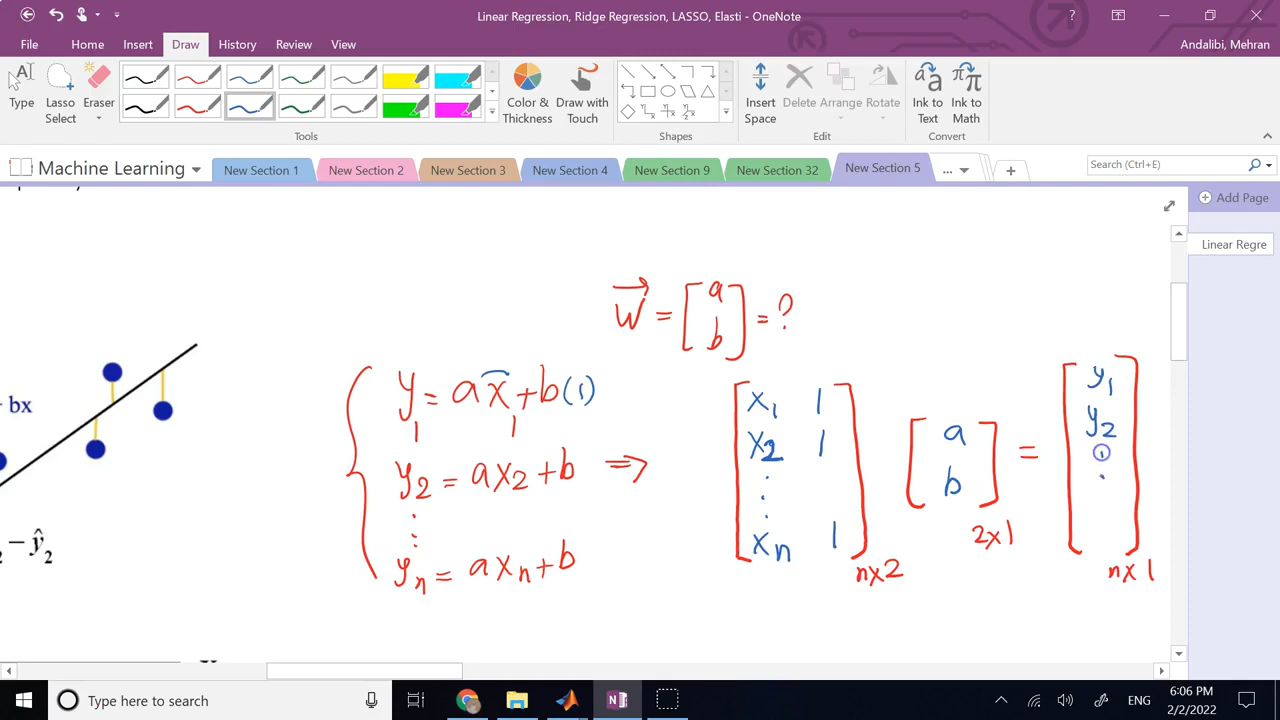 Linear Regression, Ridge Regression, LASSO, Elasti - OneNote
Andalibi, Mehran
File Home Insert Draw History Review View
Type Lasso Select Eraser Color & Thickness Draw with Touch Insert Space Delete Arrange Rotate Ink to Text Ink to Math
Tools Shapes Edit Convert
Machine Learning New Section 1 New Section 2 New Section 3 New Section 4 New Section 9 New Section 32 New Section 5 ... Search (Ctrl+E)
Add Page
Linear Regre
w = [a b] = ?
y1 = ax1 + b(1)
y2 = ax2 + b =>
⋮
yn = axn + b
[x1 1
x2 1
⋮
xn 1] nx2
[a
b] 2x1
=
[y1
y2
⋮
] nx1
+ bx
2 − ŷ2
Type here to search
ENG
6:06 PM
2/2/2022